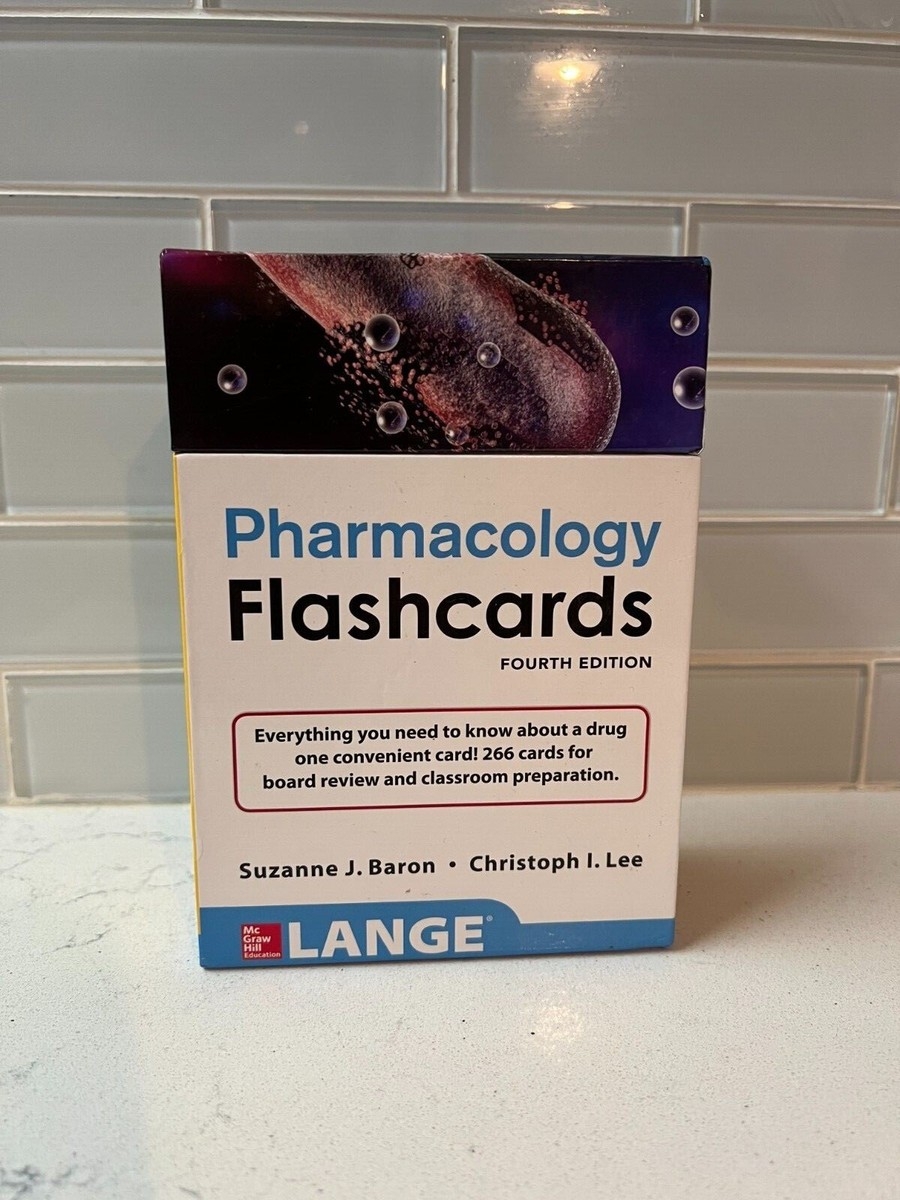 Pharmacology
Flashcards
FOURTH EDITION
Everything you need to know about a drug
one convenient card! 266 cards for
board review and classroom preparation.
Suzanne J. Baron • Christoph I. Lee
Mc
Graw
Hill
Education
LANGE®